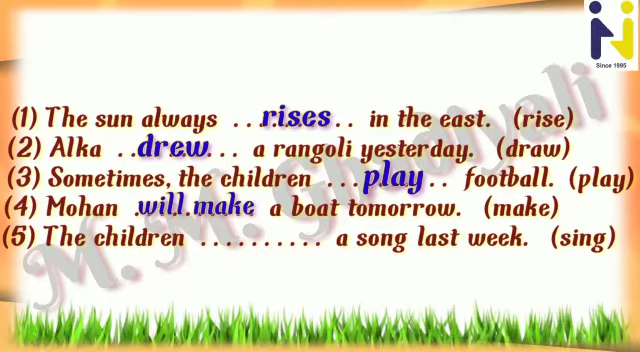 Since 1995
(1) The sun always ...rises... in the east. (rise)
(2) Alka ...drew... a rangoli yesterday. (draw)
(3) Sometimes, the children ...play.. football. (play)
(4) Mohan .will make a boat tomorrow. (make)
(5) The children .......... a song last week. (sing)
M. M.